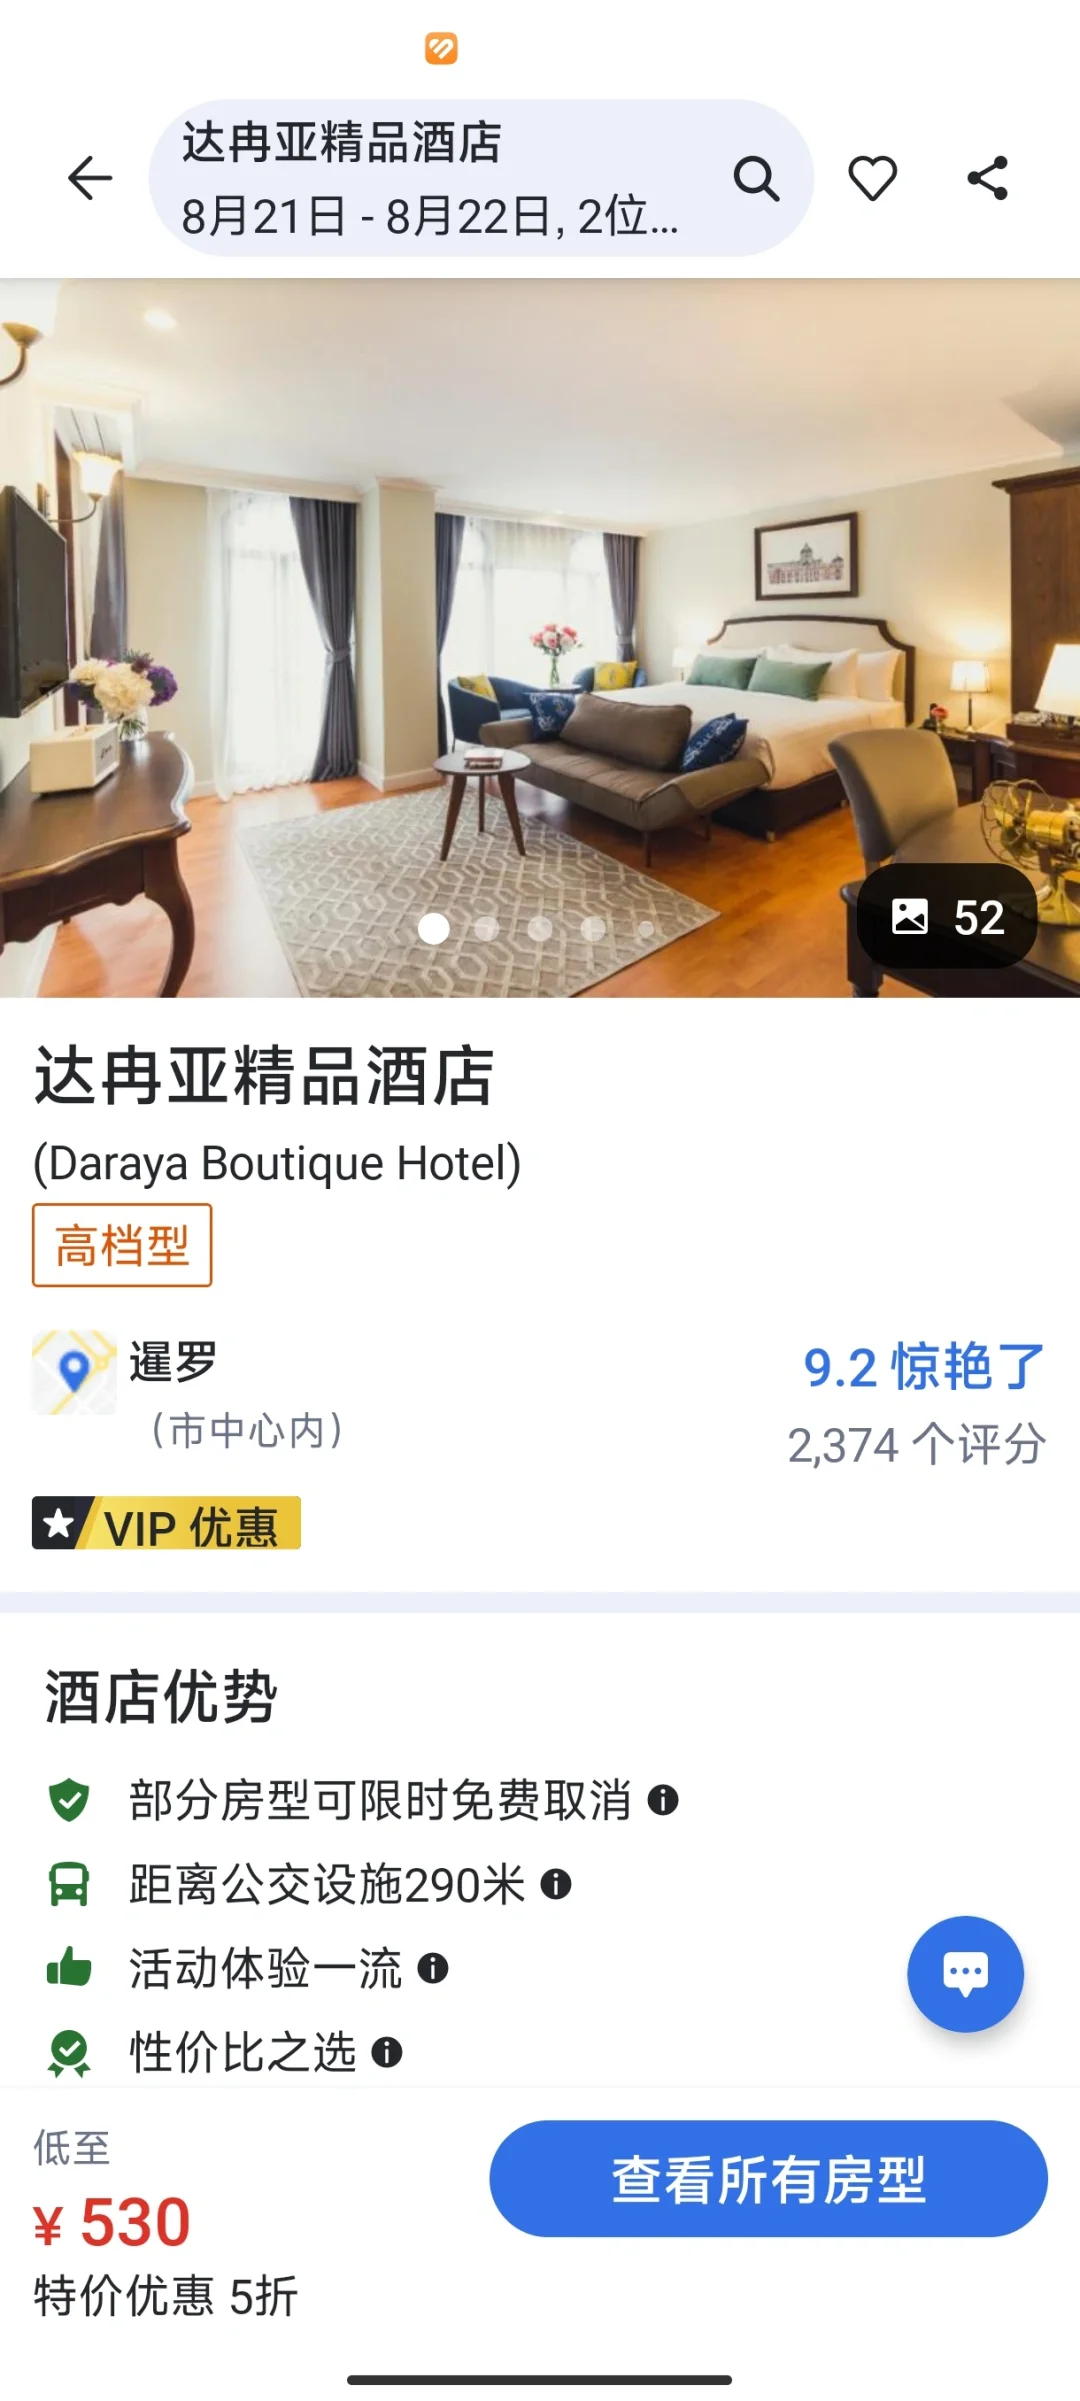 达冉亚精品酒店
8月21日 - 8月22日, 2位...
52
达冉亚精品酒店
(Daraya Boutique Hotel)
高档型
暹罗
（市中心内）
9.2 惊艳了
2,374 个评分
VIP 优惠
酒店优势
部分房型可限时免费取消
距离公交设施290米
活动体验一流
性价比之选
低至
¥ 530
特价优惠 5折
查看所有房型